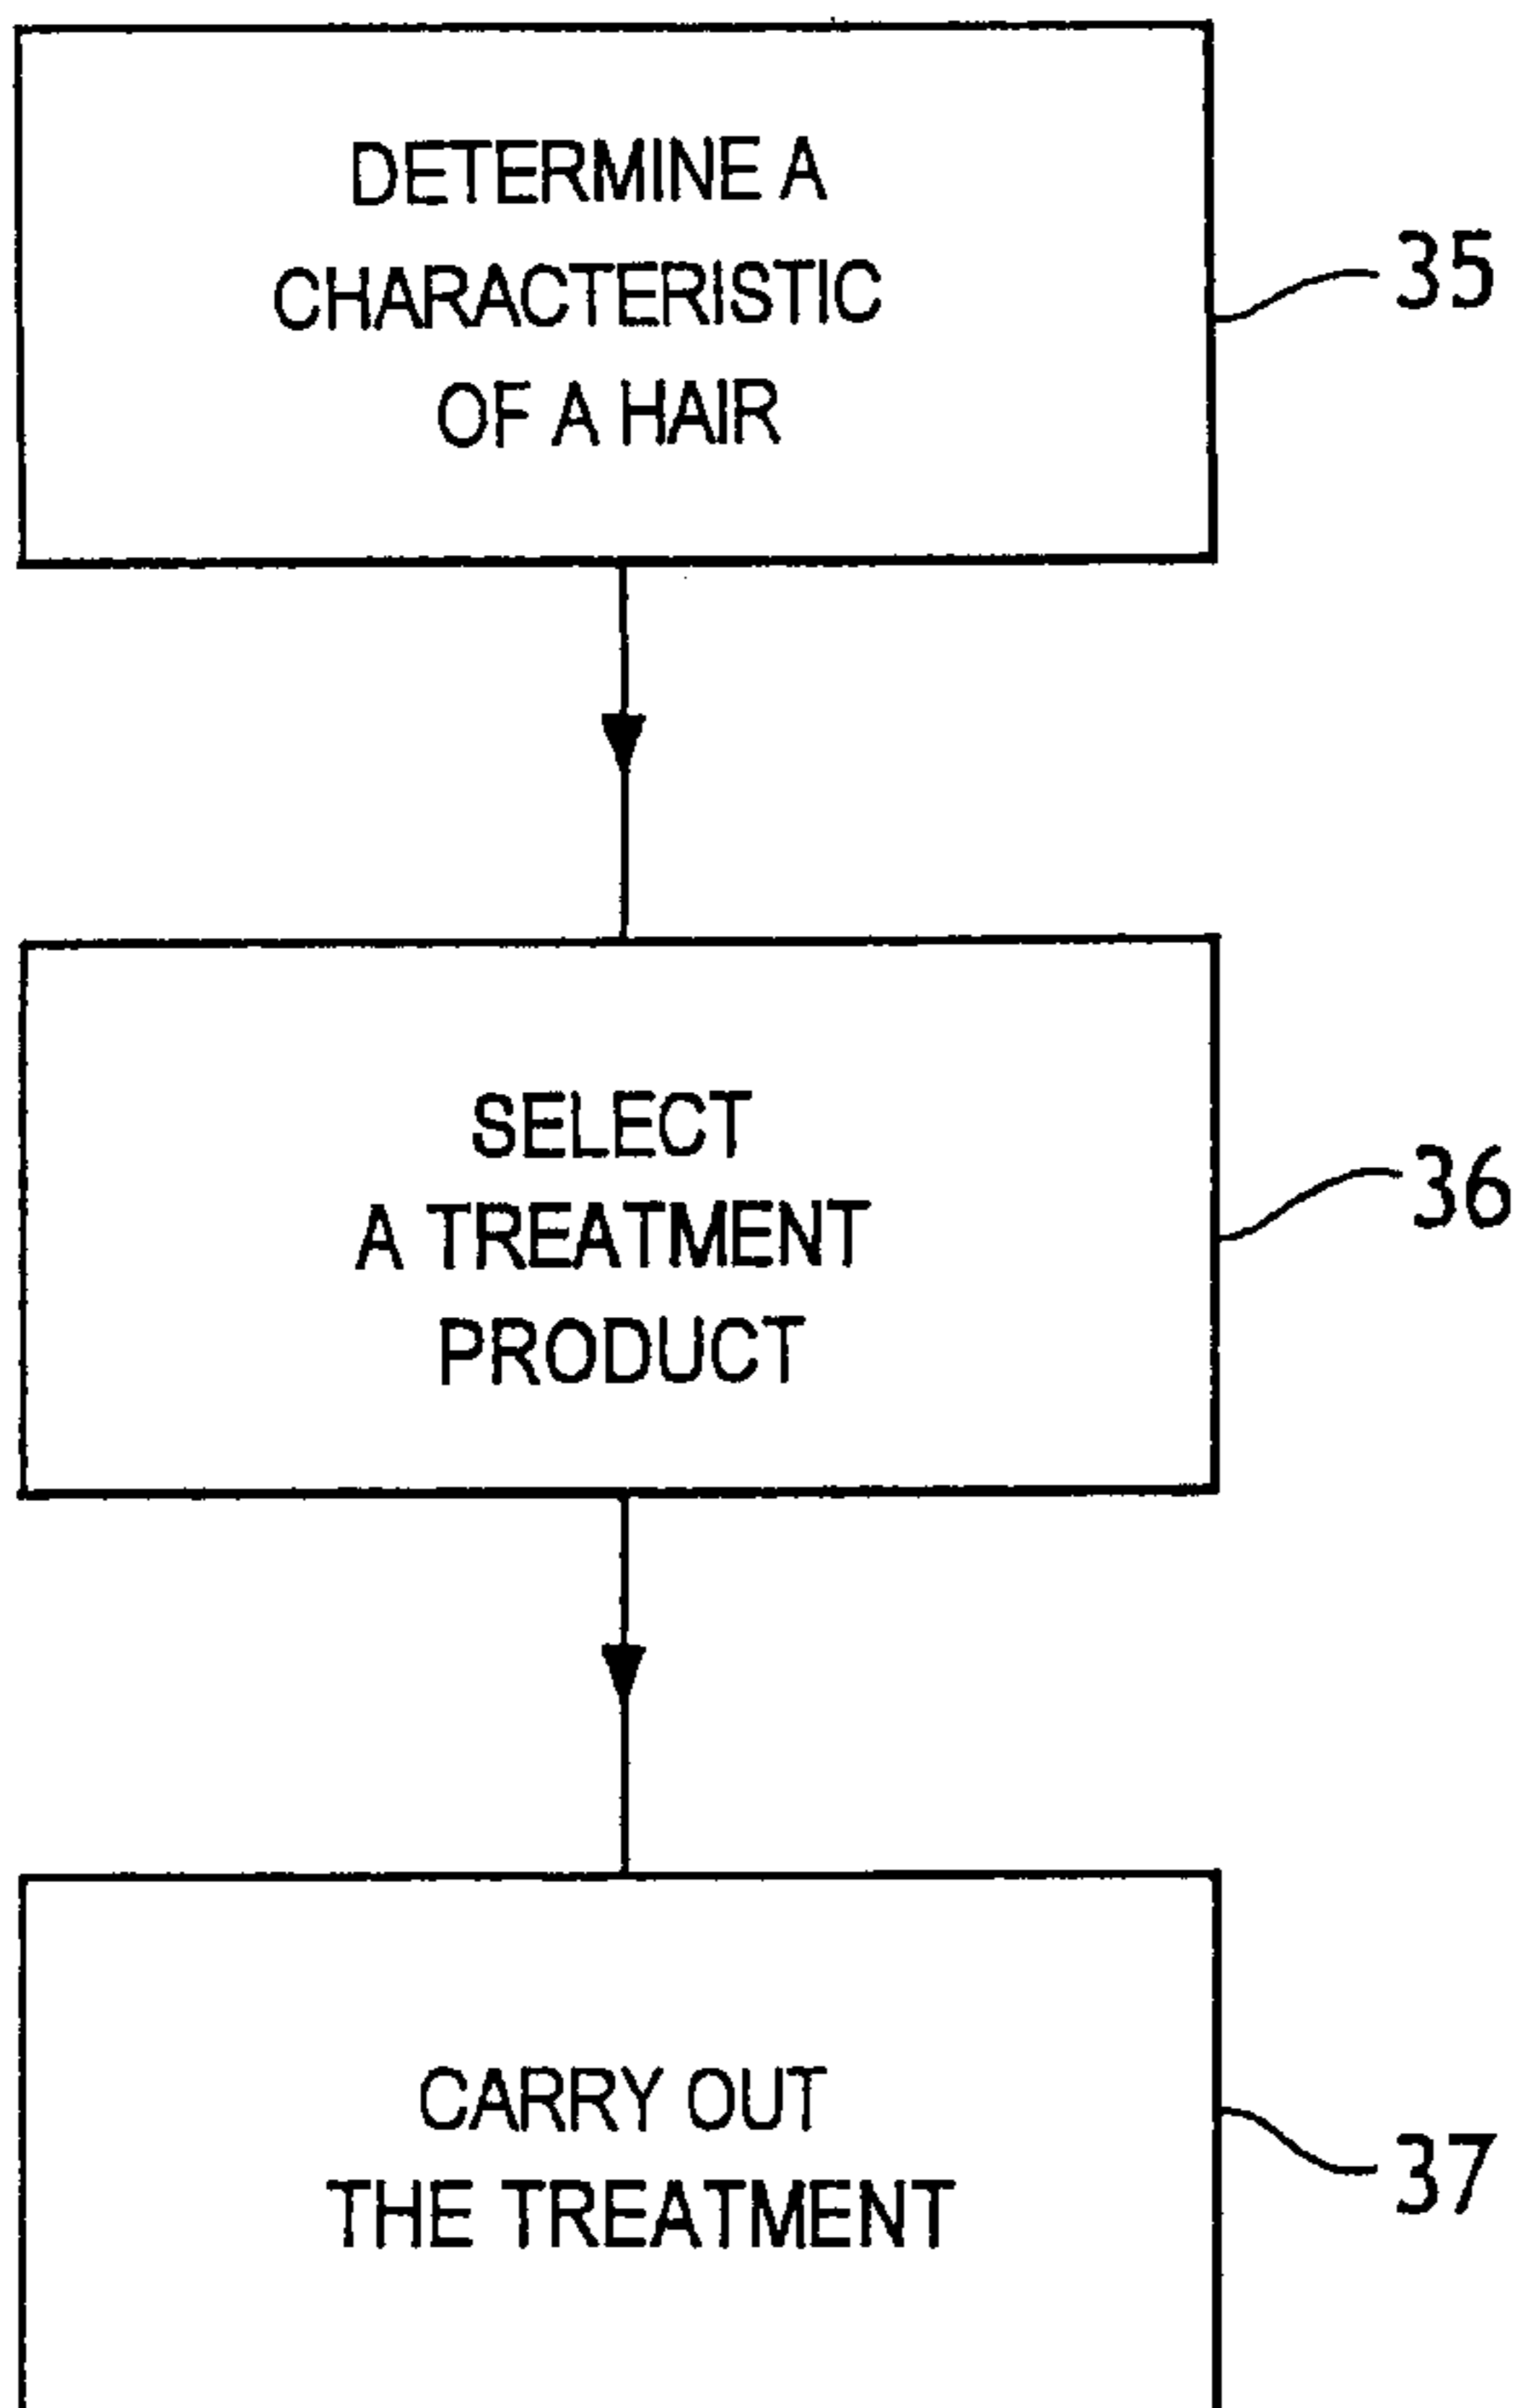 DETERMINE A
CHARACTERISTIC
OF A HAIR
35
SELECT
A TREATMENT
PRODUCT
36
CARRY OUT
THE TREATMENT
37